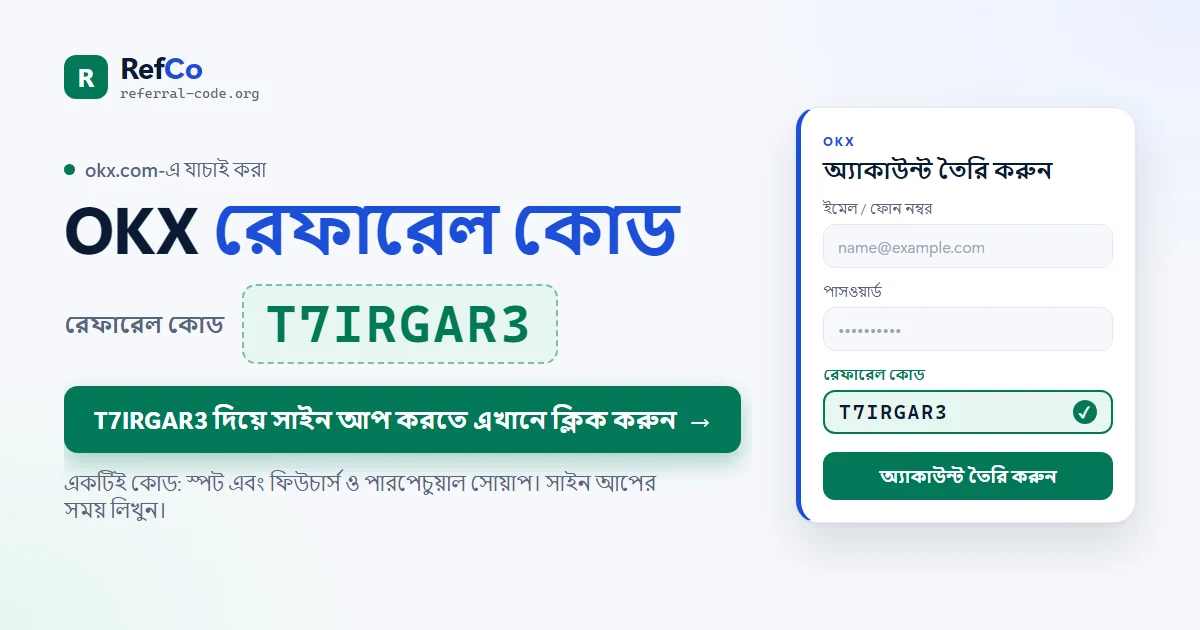 R
RefCo
referral-code.org
okx.com-এ যাচাই করা
OKX রেফারেল কোড
রেফারেল কোড
T7IRGAR3
T7IRGAR3 দিয়ে সাইন আপ করতে এখানে ক্লিক করুন →
একটিই কোড: স্পট এবং ফিউচার্স ও পারপেচুয়াল সোয়াপ। সাইন আপের
সময় লিখুন।
OKX
অ্যাকাউন্ট তৈরি করুন
ইমেল / ফোন নম্বর
name@example.com
পাসওয়ার্ড
••••••••••
রেফারেল কোড
T7IRGAR3 ✓
অ্যাকাউন্ট তৈরি করুন